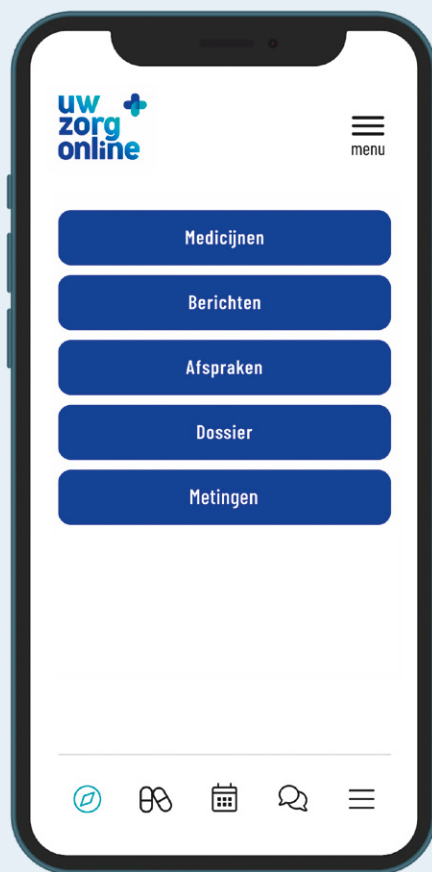 uw
zorg
online
menu
Medicijnen
Berichten
Afspraken
Dossier
Metingen